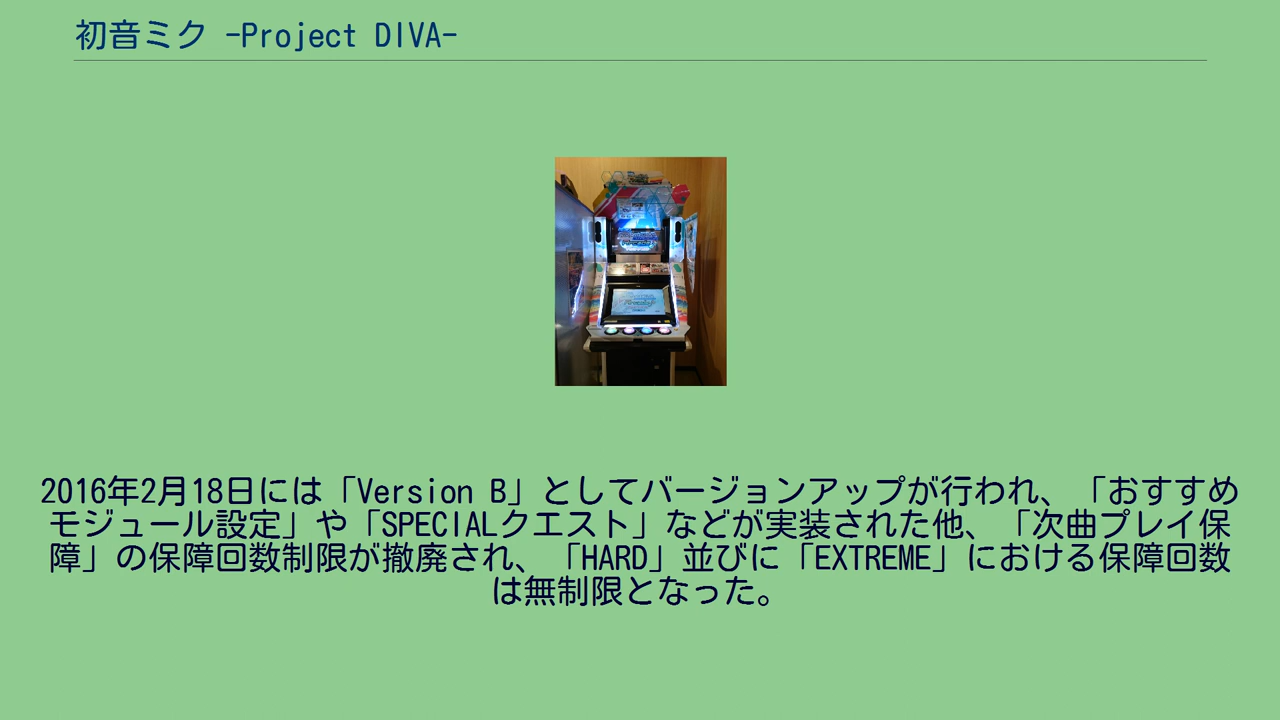 初音ミク -Project DIVA-
2016年2月18日には「Version B」としてバージョンアップが行われ、「おすすめ
モジュール設定」や「SPECIALクエスト」などが実装された他、「次曲プレイ保
障」の保障回数制限が撤廃され、「HARD」並びに「EXTREME」における保障回数
は無制限となった。